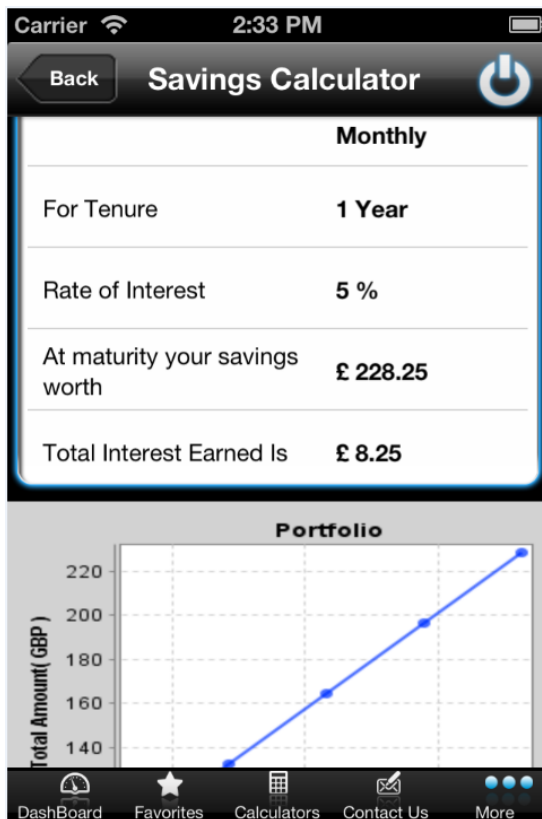 Carrier 2:33 PM
Back Savings Calculator
Monthly
For Tenure 1 Year
Rate of Interest 5 %
At maturity your savings
worth £ 228.25
Total Interest Earned Is £ 8.25
Portfolio
Total Amount( GBP )
220
200
180
160
140
DashBoard Favorites Calculators Contact Us More